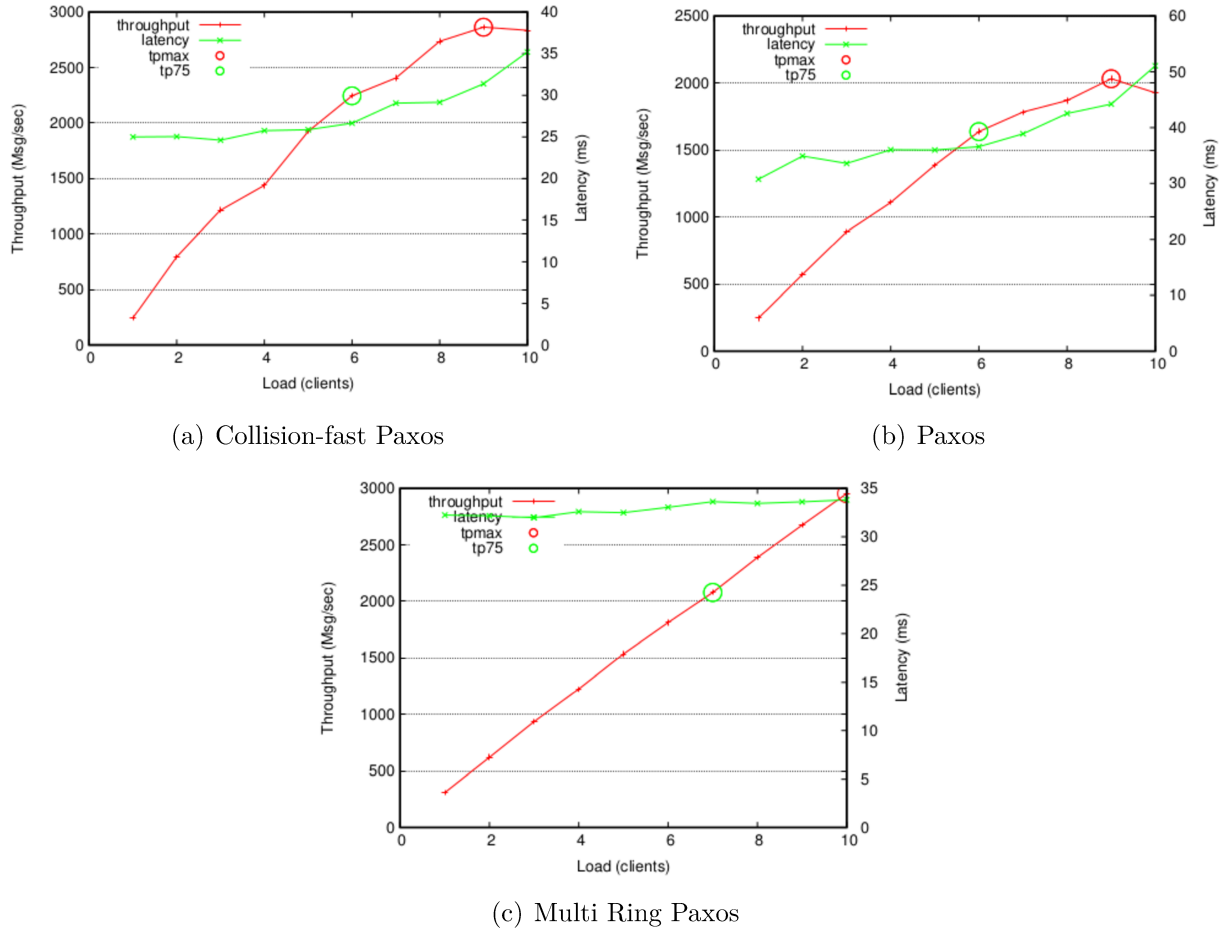 3000
2500
2000
1500
1000
500
0
Throughput (Msg/sec)
throughput
latency
tpmax
tp75
40
35
30
25
20
15
10
5
0
Latency (ms)
0 2 4 6 8 10
Load (clients)
(a) Collision-fast Paxos
2500
2000
1500
1000
500
0
Throughput (Msg/sec)
throughput
latency
tpmax
tp75
60
50
40
30
20
10
0
Latency (ms)
0 2 4 6 8 10
Load (clients)
(b) Paxos
3000
2500
2000
1500
1000
500
0
Throughput (Msg/sec)
throughput
latency
tpmax
tp75
35
30
25
20
15
10
5
0
Latency (ms)
0 2 4 6 8 10
Load (clients)
(c) Multi Ring Paxos